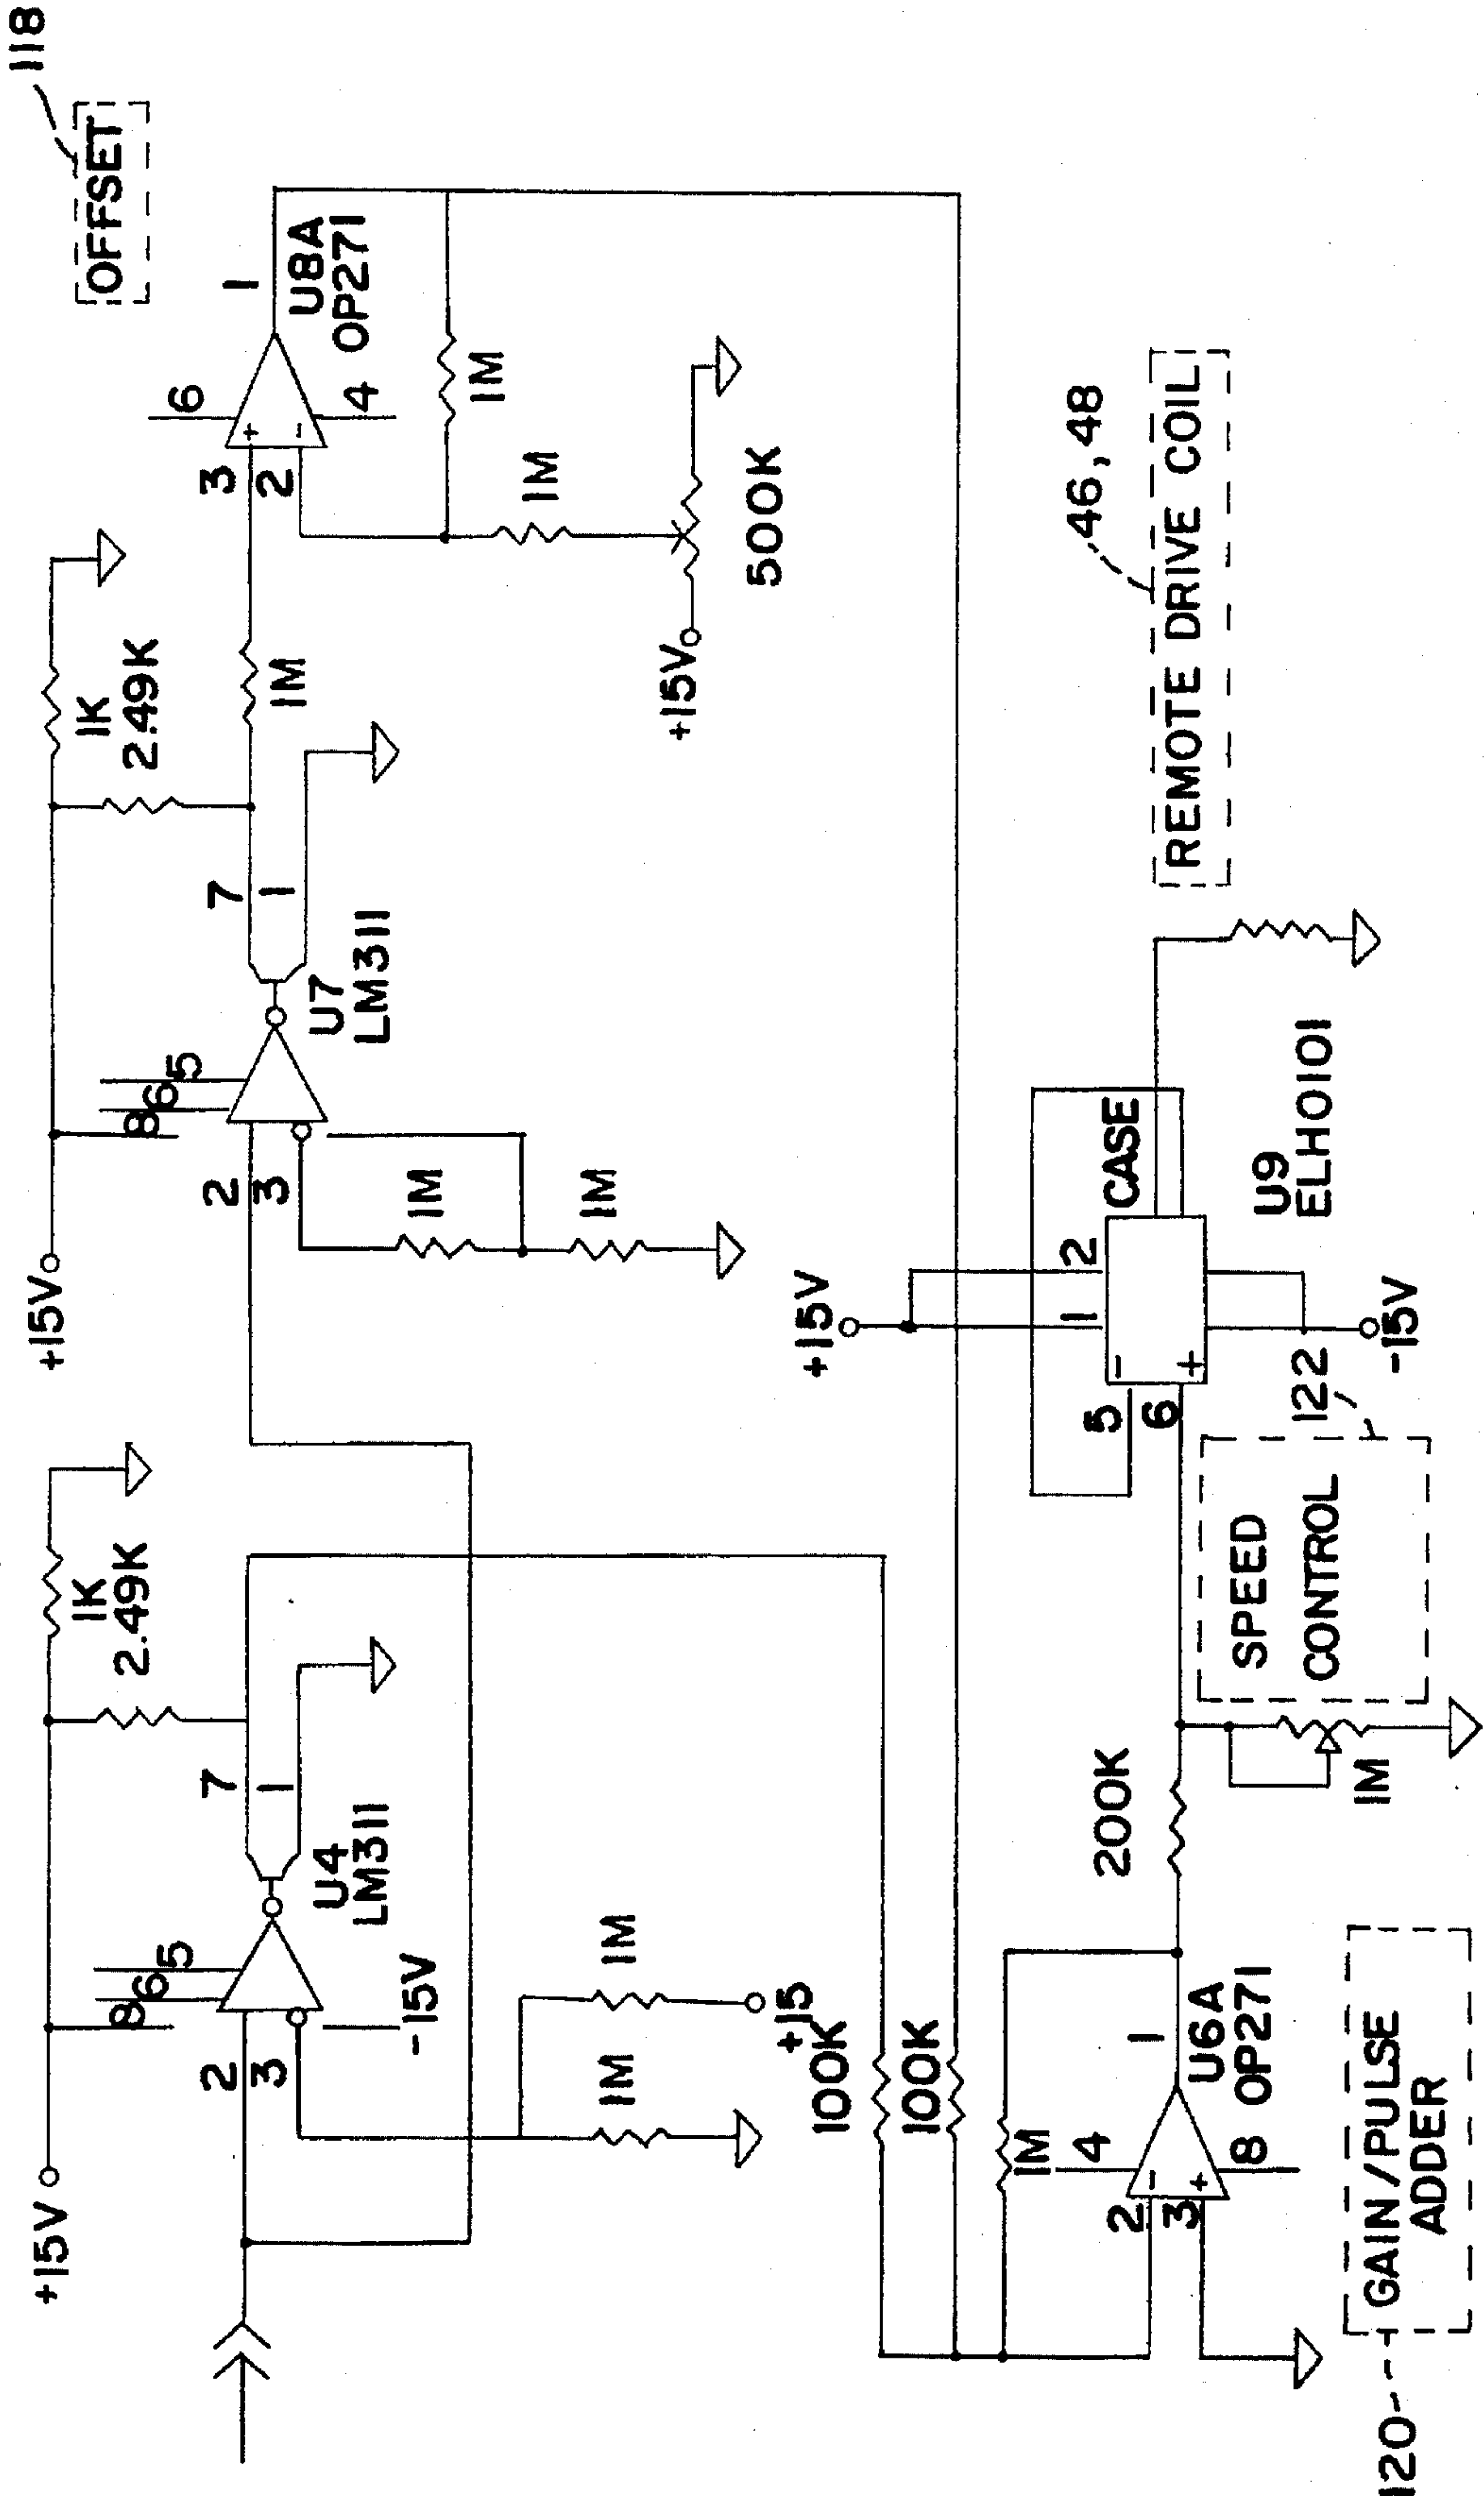 118
OFFSET
+15V
8
6
5
2
3
7
1
U4
LM311
-15V
1K
2.49K
1M
1M
+15
+15V
8
6
5
2
3
7
1
U7
LM311
1M
1M
1K
2.49K
1M
3
2
6
4
+
-
1
U8A
OP271
1M
1M
500K
+15V
100K
100K
1M
2
3
4
8
-
+
1
U6A
OP271
200K
1M
120
GAIN/PULSE
ADDER
SPEED
CONTROL
122
+15V
5
6
1
2
-
+
CASE
U9
ELH0101
-15V
46,48
REMOTE DRIVE COIL